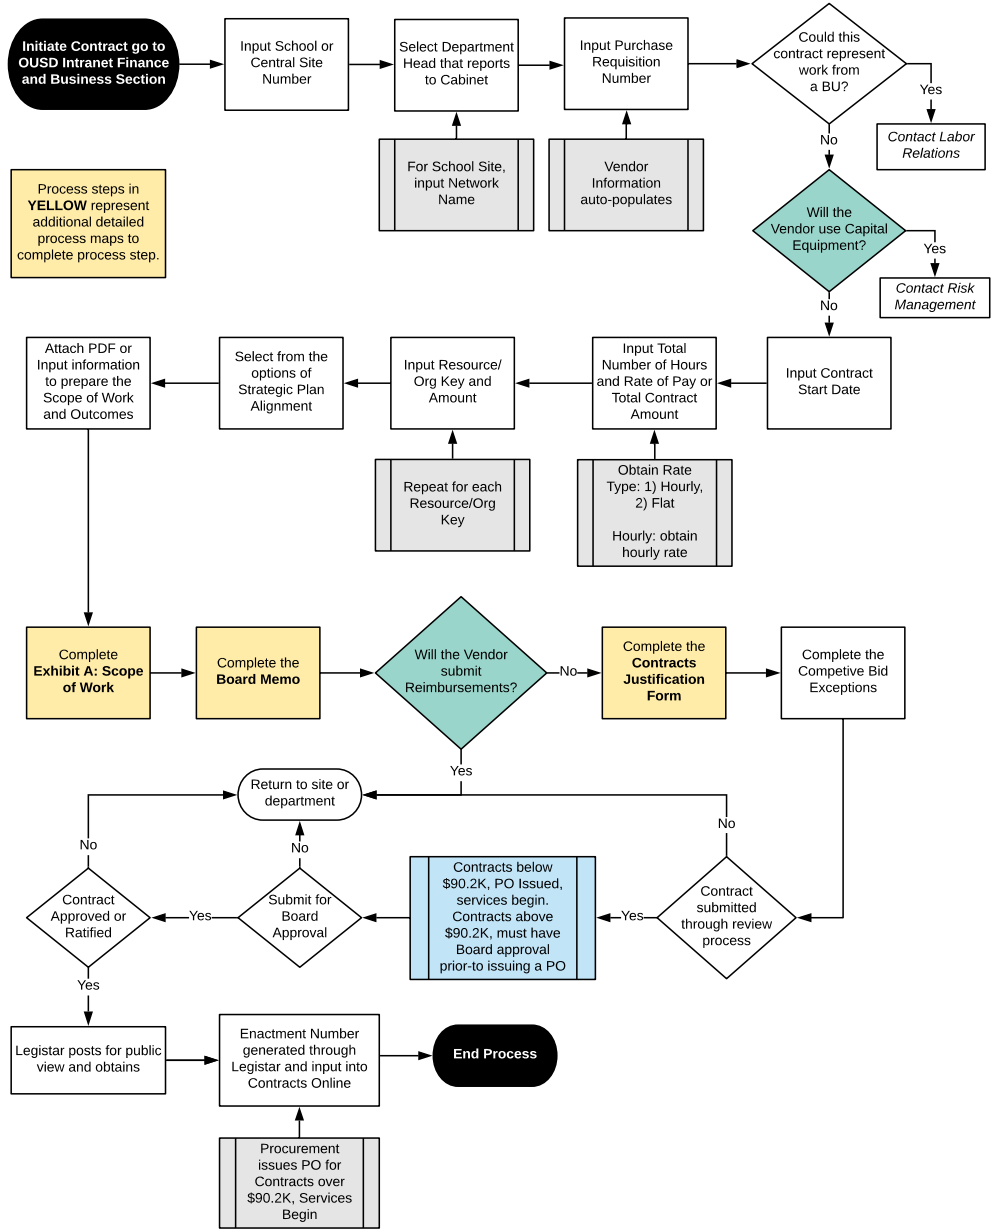 Initiate Contract go to
OUSD Intranet Finance
and Business Section
Input School or
Central Site
Number
Select Department
Head that reports
to Cabinet
Input Purchase
Requisition
Number
Could this
contract represent
work from
a BU?
Yes
Contact Labor
Relations
No
For School Site,
input Network
Name
Vendor
Information
auto-populates
Process steps in
YELLOW represent
additional detailed
process maps to
complete process step.
Will the
Vendor use Capital
Equipment?
Yes
Contact Risk
Management
No
Attach PDF or
Input information
to prepare the
Scope of Work
and Outcomes
Select from the
options of
Strategic Plan
Alignment
Input Resource/
Org Key and
Amount
Input Total
Number of Hours
and Rate of Pay or
Total Contract
Amount
Input Contract
Start Date
Repeat for each
Resource/Org
Key
Obtain Rate
Type: 1) Hourly,
2) Flat
Hourly: obtain
hourly rate
Complete
Exhibit A: Scope
of Work
Complete the
Board Memo
Will the Vendor
submit
Reimbursements?
No
Complete the
Contracts
Justification
Form
Complete the
Competive Bid
Exceptions
Yes
Return to site or
department
No
No
No
Contract
Approved or
Ratified
Yes
Submit for
Board
Approval
Contracts below
$90.2K, PO Issued,
services begin.
Contracts above
$90.2K, must have
Board approval
prior-to issuing a PO
Yes
Contract
submitted
through review
process
Yes
Legistar posts for public
view and obtains
Enactment Number
generated through
Legistar and input into
Contracts Online
End Process
Procurement
issues PO for
Contracts over
$90.2K, Services
Begin